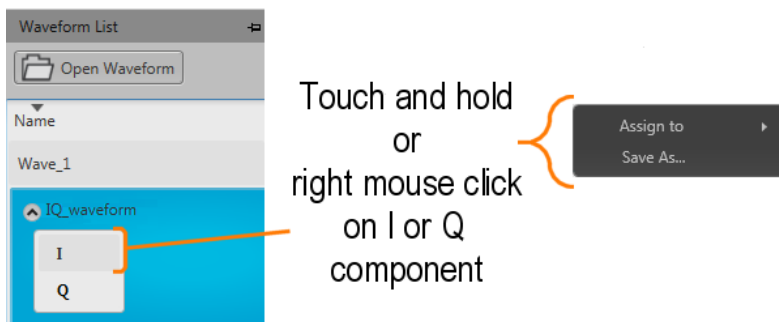 Waveform List
Open Waveform
Name
Wave_1
IQ_waveform
I
Q
Touch and hold
or
right mouse click
on I or Q
component
Assign to
Save As...